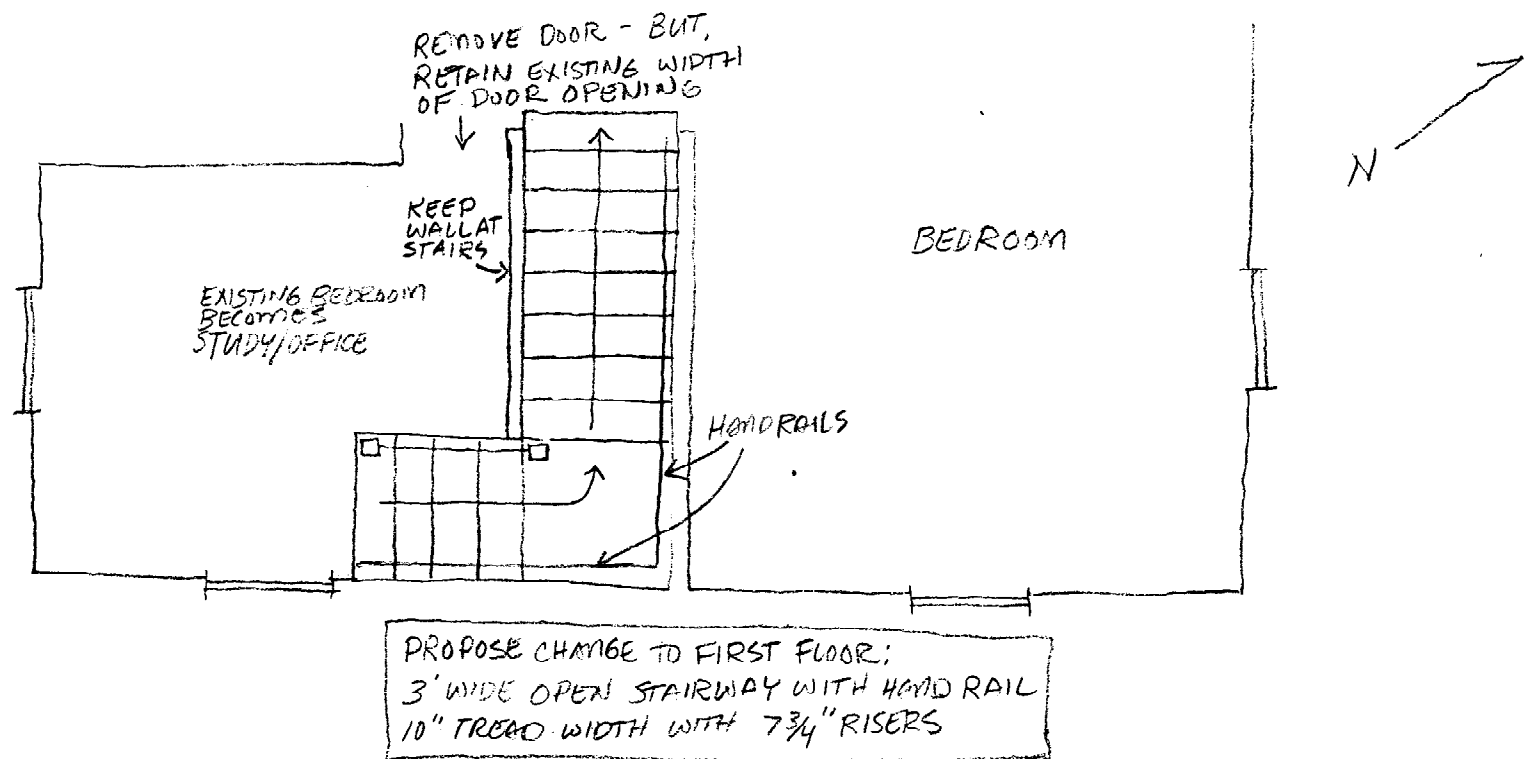 REMOVE DOOR - BUT,
RETAIN EXISTING WIDTH
OF DOOR OPENING
N
KEEP
WALL AT
STAIRS
BEDROOM
EXISTING BEDROOM
BECOMES
STUDY/OFFICE
HANDRAILS
PROPOSE CHANGE TO FIRST FLOOR:
3' WIDE OPEN STAIRWAY WITH HAND RAIL
10" TREAD WIDTH WITH 7 3/4" RISERS